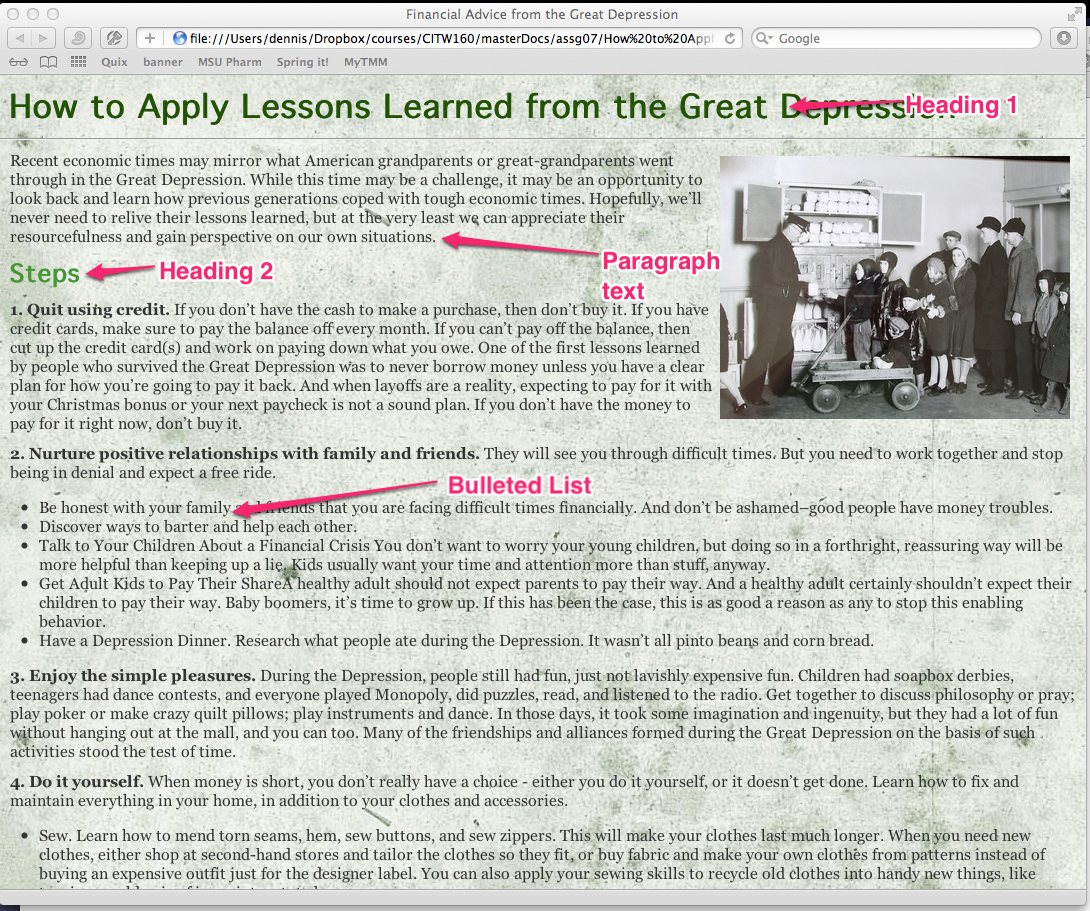 Financial Advice from the Great Depression
file:///Users/dennis/Dropbox/courses/CITW160/masterDocs/assg07/How%20to%20Appl
Google
Quix banner MSU Pharm Spring it! MyTMM
How to Apply Lessons Learned from the Great Depression
Heading 1
Recent economic times may mirror what American grandparents or great-grandparents went
through in the Great Depression. While this time may be a challenge, it may be an opportunity to
look back and learn how previous generations coped with tough economic times. Hopefully, we'll
never need to relive their lessons learned, but at the very least we can appreciate their
resourcefulness and gain perspective on our own situations.
Paragraph
text
Steps
Heading 2
1. Quit using credit. If you don't have the cash to make a purchase, then don't buy it. If you have
credit cards, make sure to pay the balance off every month. If you can't pay off the balance, then
cut up the credit card(s) and work on paying down what you owe. One of the first lessons learned
by people who survived the Great Depression was to never borrow money unless you have a clear
plan for how you're going to pay it back. And when layoffs are a reality, expecting to pay for it with
your Christmas bonus or your next paycheck is not a sound plan. If you don't have the money to
pay for it right now, don't buy it.
2. Nurture positive relationships with family and friends. They will see you through difficult times. But you need to work together and stop
being in denial and expect a free ride.
Bulleted List
• Be honest with your family and friends that you are facing difficult times financially. And don't be ashamed–good people have money troubles.
• Discover ways to barter and help each other.
• Talk to Your Children About a Financial Crisis You don't want to worry your young children, but doing so in a forthright, reassuring way will be
more helpful than keeping up a lie. Kids usually want your time and attention more than stuff, anyway.
• Get Adult Kids to Pay Their ShareA healthy adult should not expect parents to pay their way. And a healthy adult certainly shouldn't expect their
children to pay their way. Baby boomers, it's time to grow up. If this has been the case, this is as good a reason as any to stop this enabling
behavior.
• Have a Depression Dinner. Research what people ate during the Depression. It wasn't all pinto beans and corn bread.
3. Enjoy the simple pleasures. During the Depression, people still had fun, just not lavishly expensive fun. Children had soapbox derbies,
teenagers had dance contests, and everyone played Monopoly, did puzzles, read, and listened to the radio. Get together to discuss philosophy or pray;
play poker or make crazy quilt pillows; play instruments and dance. In those days, it took some imagination and ingenuity, but they had a lot of fun
without hanging out at the mall, and you can too. Many of the friendships and alliances formed during the Great Depression on the basis of such
activities stood the test of time.
4. Do it yourself. When money is short, you don't really have a choice - either you do it yourself, or it doesn't get done. Learn how to fix and
maintain everything in your home, in addition to your clothes and accessories.
• Sew. Learn how to mend torn seams, hem, sew buttons, and sew zippers. This will make your clothes last much longer. When you need new
clothes, either shop at second-hand stores and tailor the clothes so they fit, or buy fabric and make your own clothes from patterns instead of
buying an expensive outfit just for the designer label. You can also apply your sewing skills to recycle old clothes into handy new things, like